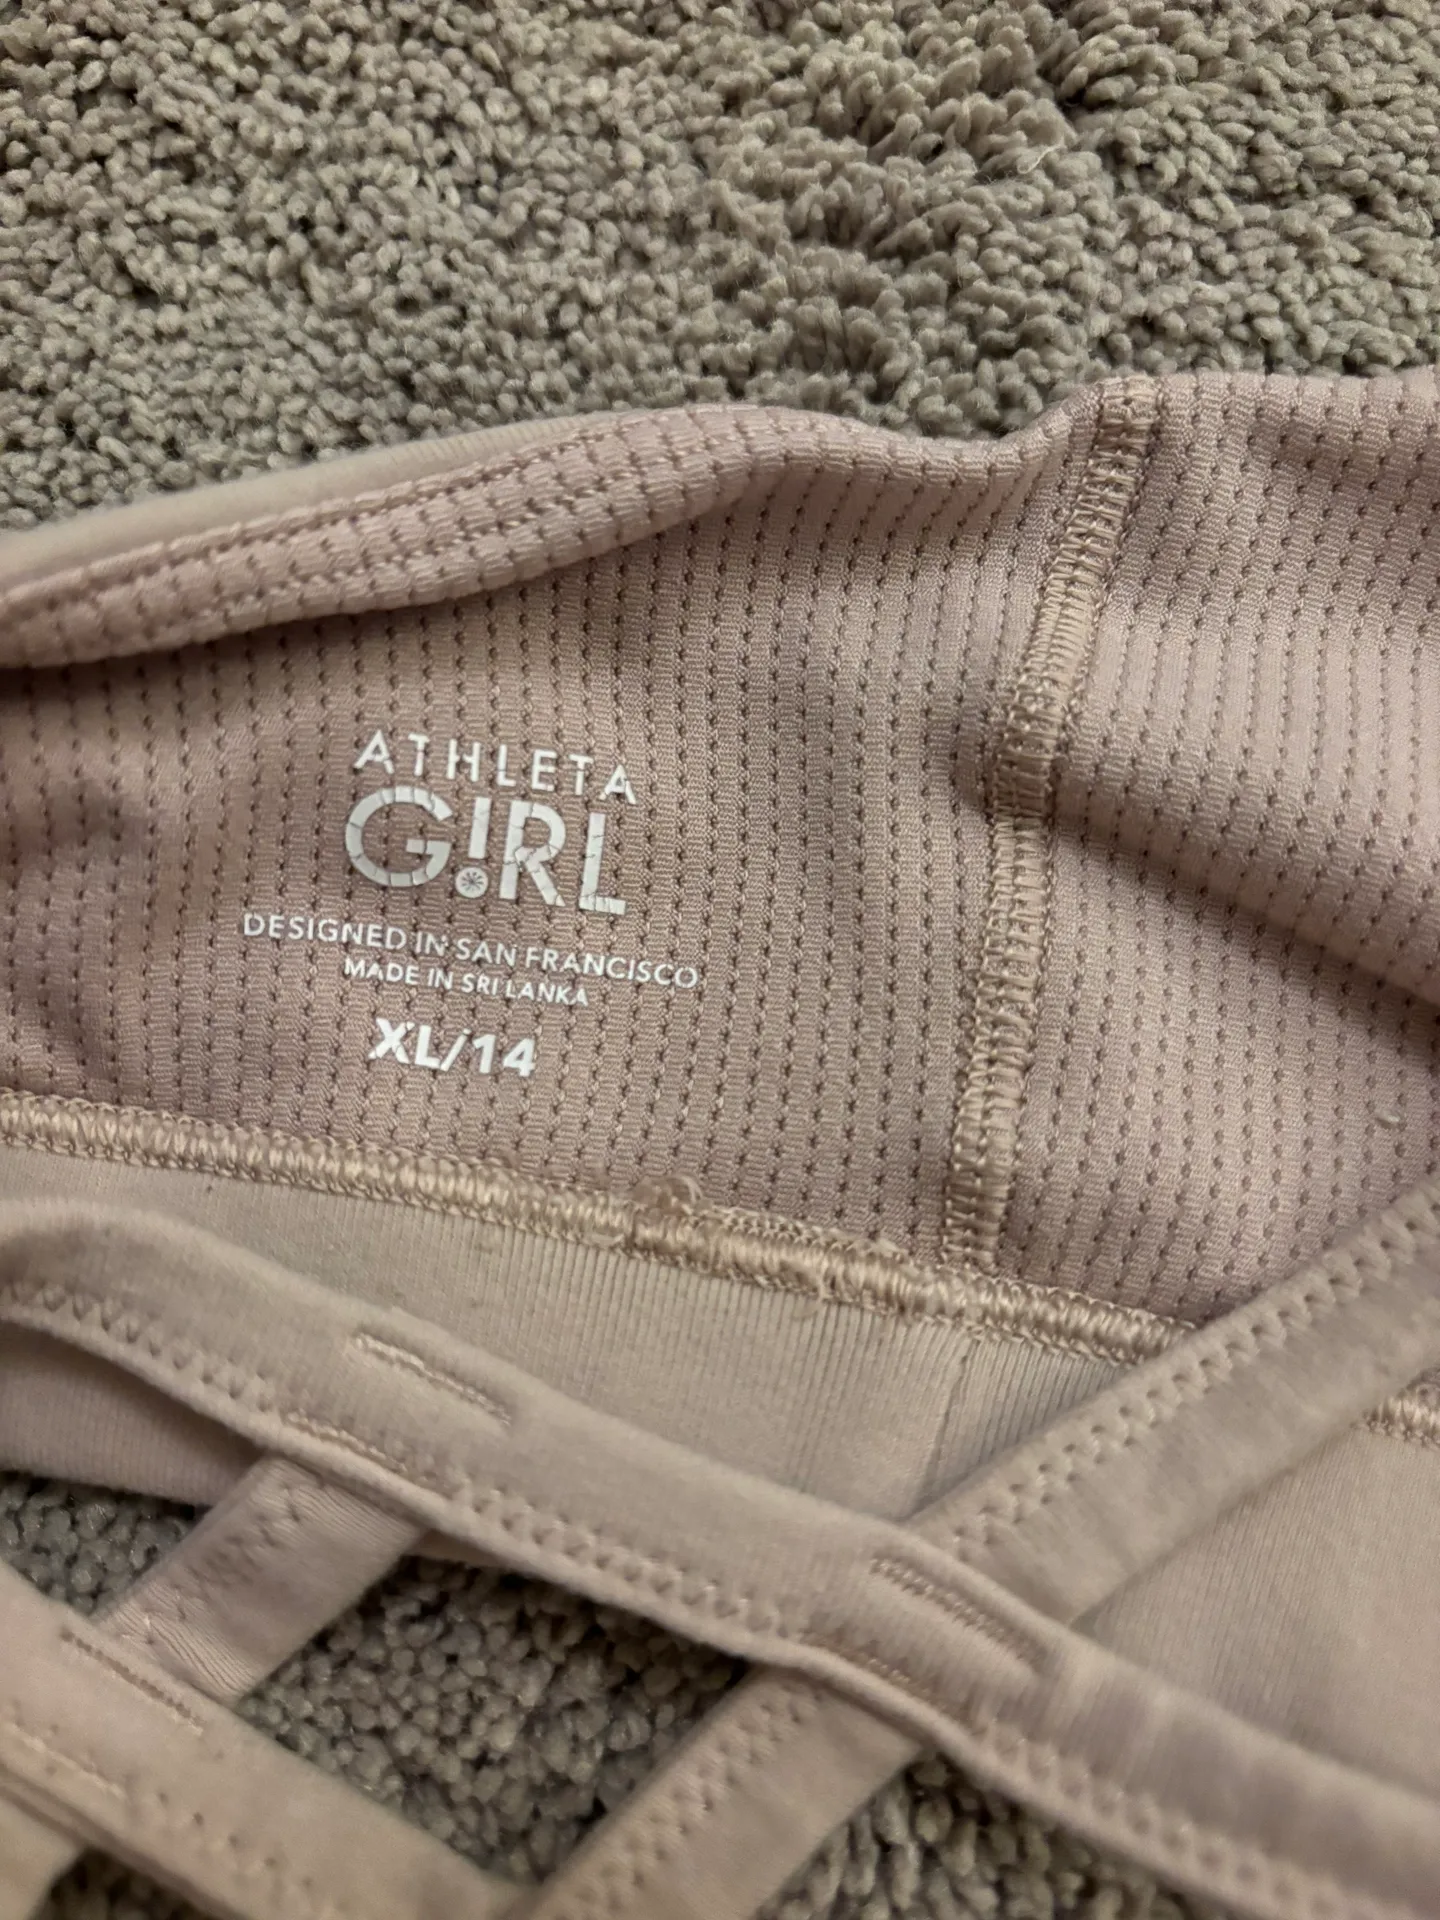 ATHLETA
G!RL
DESIGNED IN SAN FRANCISCO
MADE IN SRI LANKA
XL/14